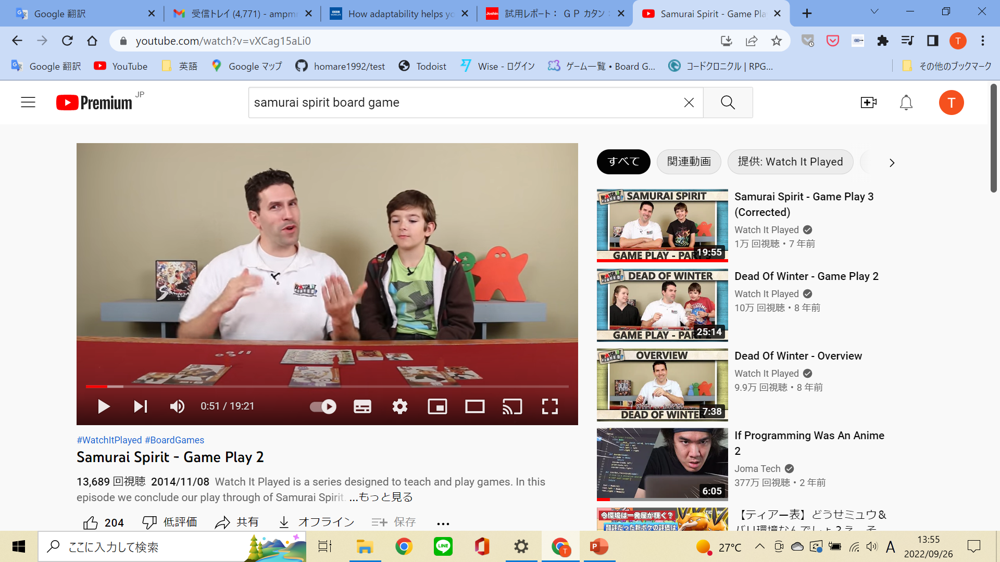 Google 翻訳
受信トレイ (4,771) - ampm
How adaptability helps yo
試用レポート： ＧＰ カタン：
Samurai Spirit - Game Pla
youtube.com/watch?v=vXCag15aLi0
T
Google 翻訳
YouTube
英語
Google マップ
homare1992/test
Todoist
Wise - ログイン
ゲーム一覧 • Board G...
コードクロニクル | RPG...
その他のブックマーク
Premium JP
samurai spirit board game
T
すべて
関連動画
提供: Watch It Played
SAMURAI SPIRIT
GAME PLAY - PART
19:55
Samurai Spirit - Game Play 3
(Corrected)
Watch It Played
1万 回視聴・7 年前
DEAD OF WINTER
GAME PLAY - PART 2
25:14
Dead Of Winter - Game Play 2
Watch It Played
10万 回視聴・8 年前
OVERVIEW
DEAD OF WINTER
7:38
Dead Of Winter - Overview
Watch It Played
9.9万 回視聴・8 年前
6:05
If Programming Was An Anime
2
Joma Tech
377万 回視聴・2 年前
今環境は一発屋が輝く？
【ティアー表】どうせミュウ＆
0:51 / 19:21
#WatchItPlayed #BoardGames
Samurai Spirit - Game Play 2
13,689 回視聴 2014/11/08 Watch It Played is a series designed to teach and play games. In this
episode we conclude our play through of Samurai Spirit. ...もっと見る
204
低評価
共有
オフライン
保存
ここに入力して検索
LINE
27°C
A
13:55
2022/09/26